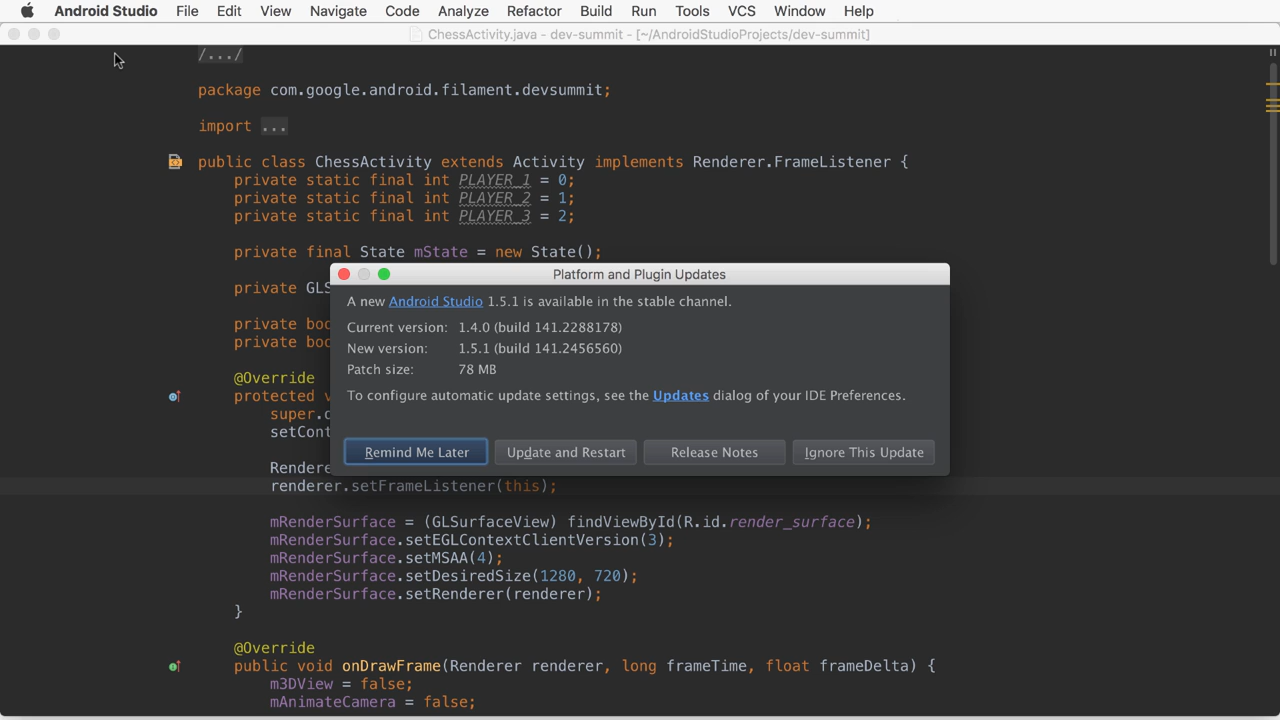 Android Studio File Edit View Navigate Code Analyze Refactor Build Run Tools VCS Window Help
ChessActivity.java - dev-summit - [~/AndroidStudioProjects/dev-summit]
/.../
package com.google.android.filament.devsummit;
import ...
public class ChessActivity extends Activity implements Renderer.FrameListener {
private static final int PLAYER_1 = 0;
private static final int PLAYER_2 = 1;
private static final int PLAYER_3 = 2;
private final State mState = new State();
private GLS
private boo
private boo
@Override
protected v
super.c
setCont
Rendere
renderer.setFrameListener(this);
mRenderSurface = (GLSurfaceView) findViewById(R.id.render_surface);
mRenderSurface.setEGLContextClientVersion(3);
mRenderSurface.setMSAA(4);
mRenderSurface.setDesiredSize(1280, 720);
mRenderSurface.setRenderer(renderer);
}
@Override
public void onDrawFrame(Renderer renderer, long frameTime, float frameDelta) {
m3DView = false;
mAnimateCamera = false;
Platform and Plugin Updates
A new Android Studio 1.5.1 is available in the stable channel.
Current version: 1.4.0 (build 141.2288178)
New version: 1.5.1 (build 141.2456560)
Patch size: 78 MB
To configure automatic update settings, see the Updates dialog of your IDE Preferences.
Remind Me Later Update and Restart Release Notes Ignore This Update